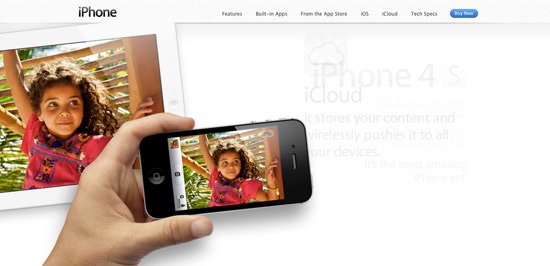 iPhone
Features
Built-in Apps
From the App Store
iOS
iCloud
Tech Specs
Buy Now
iPhone 4S
iCloud
It stores your content and
wirelessly pushes it to all
your devices.
It's the most amazing
iPhone yet.